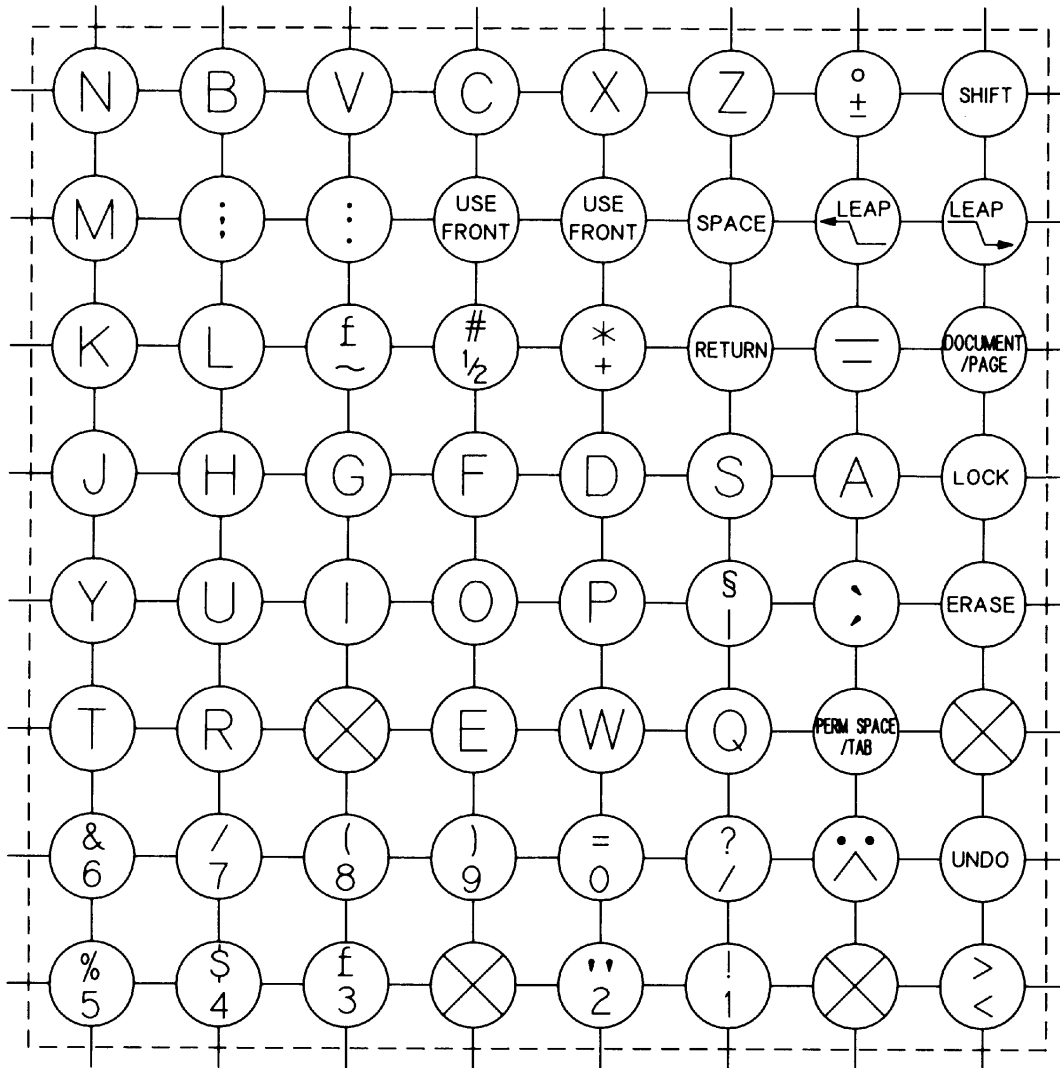 N B V C X Z ° ± SHIFT
M ; : USE FRONT USE FRONT SPACE LEAP LEAP
K L £ ~ # 1/2 * + RETURN = DOCUMENT /PAGE
J H G F D S A LOCK
Y U I O P § | ` ´ ERASE
T R E W Q PERM SPACE /TAB
& 6 / 7 ( 8 ) 9 = 0 ? / ¨ ^ UNDO
% 5 $ 4 £ 3 " 2 ! 1 > <